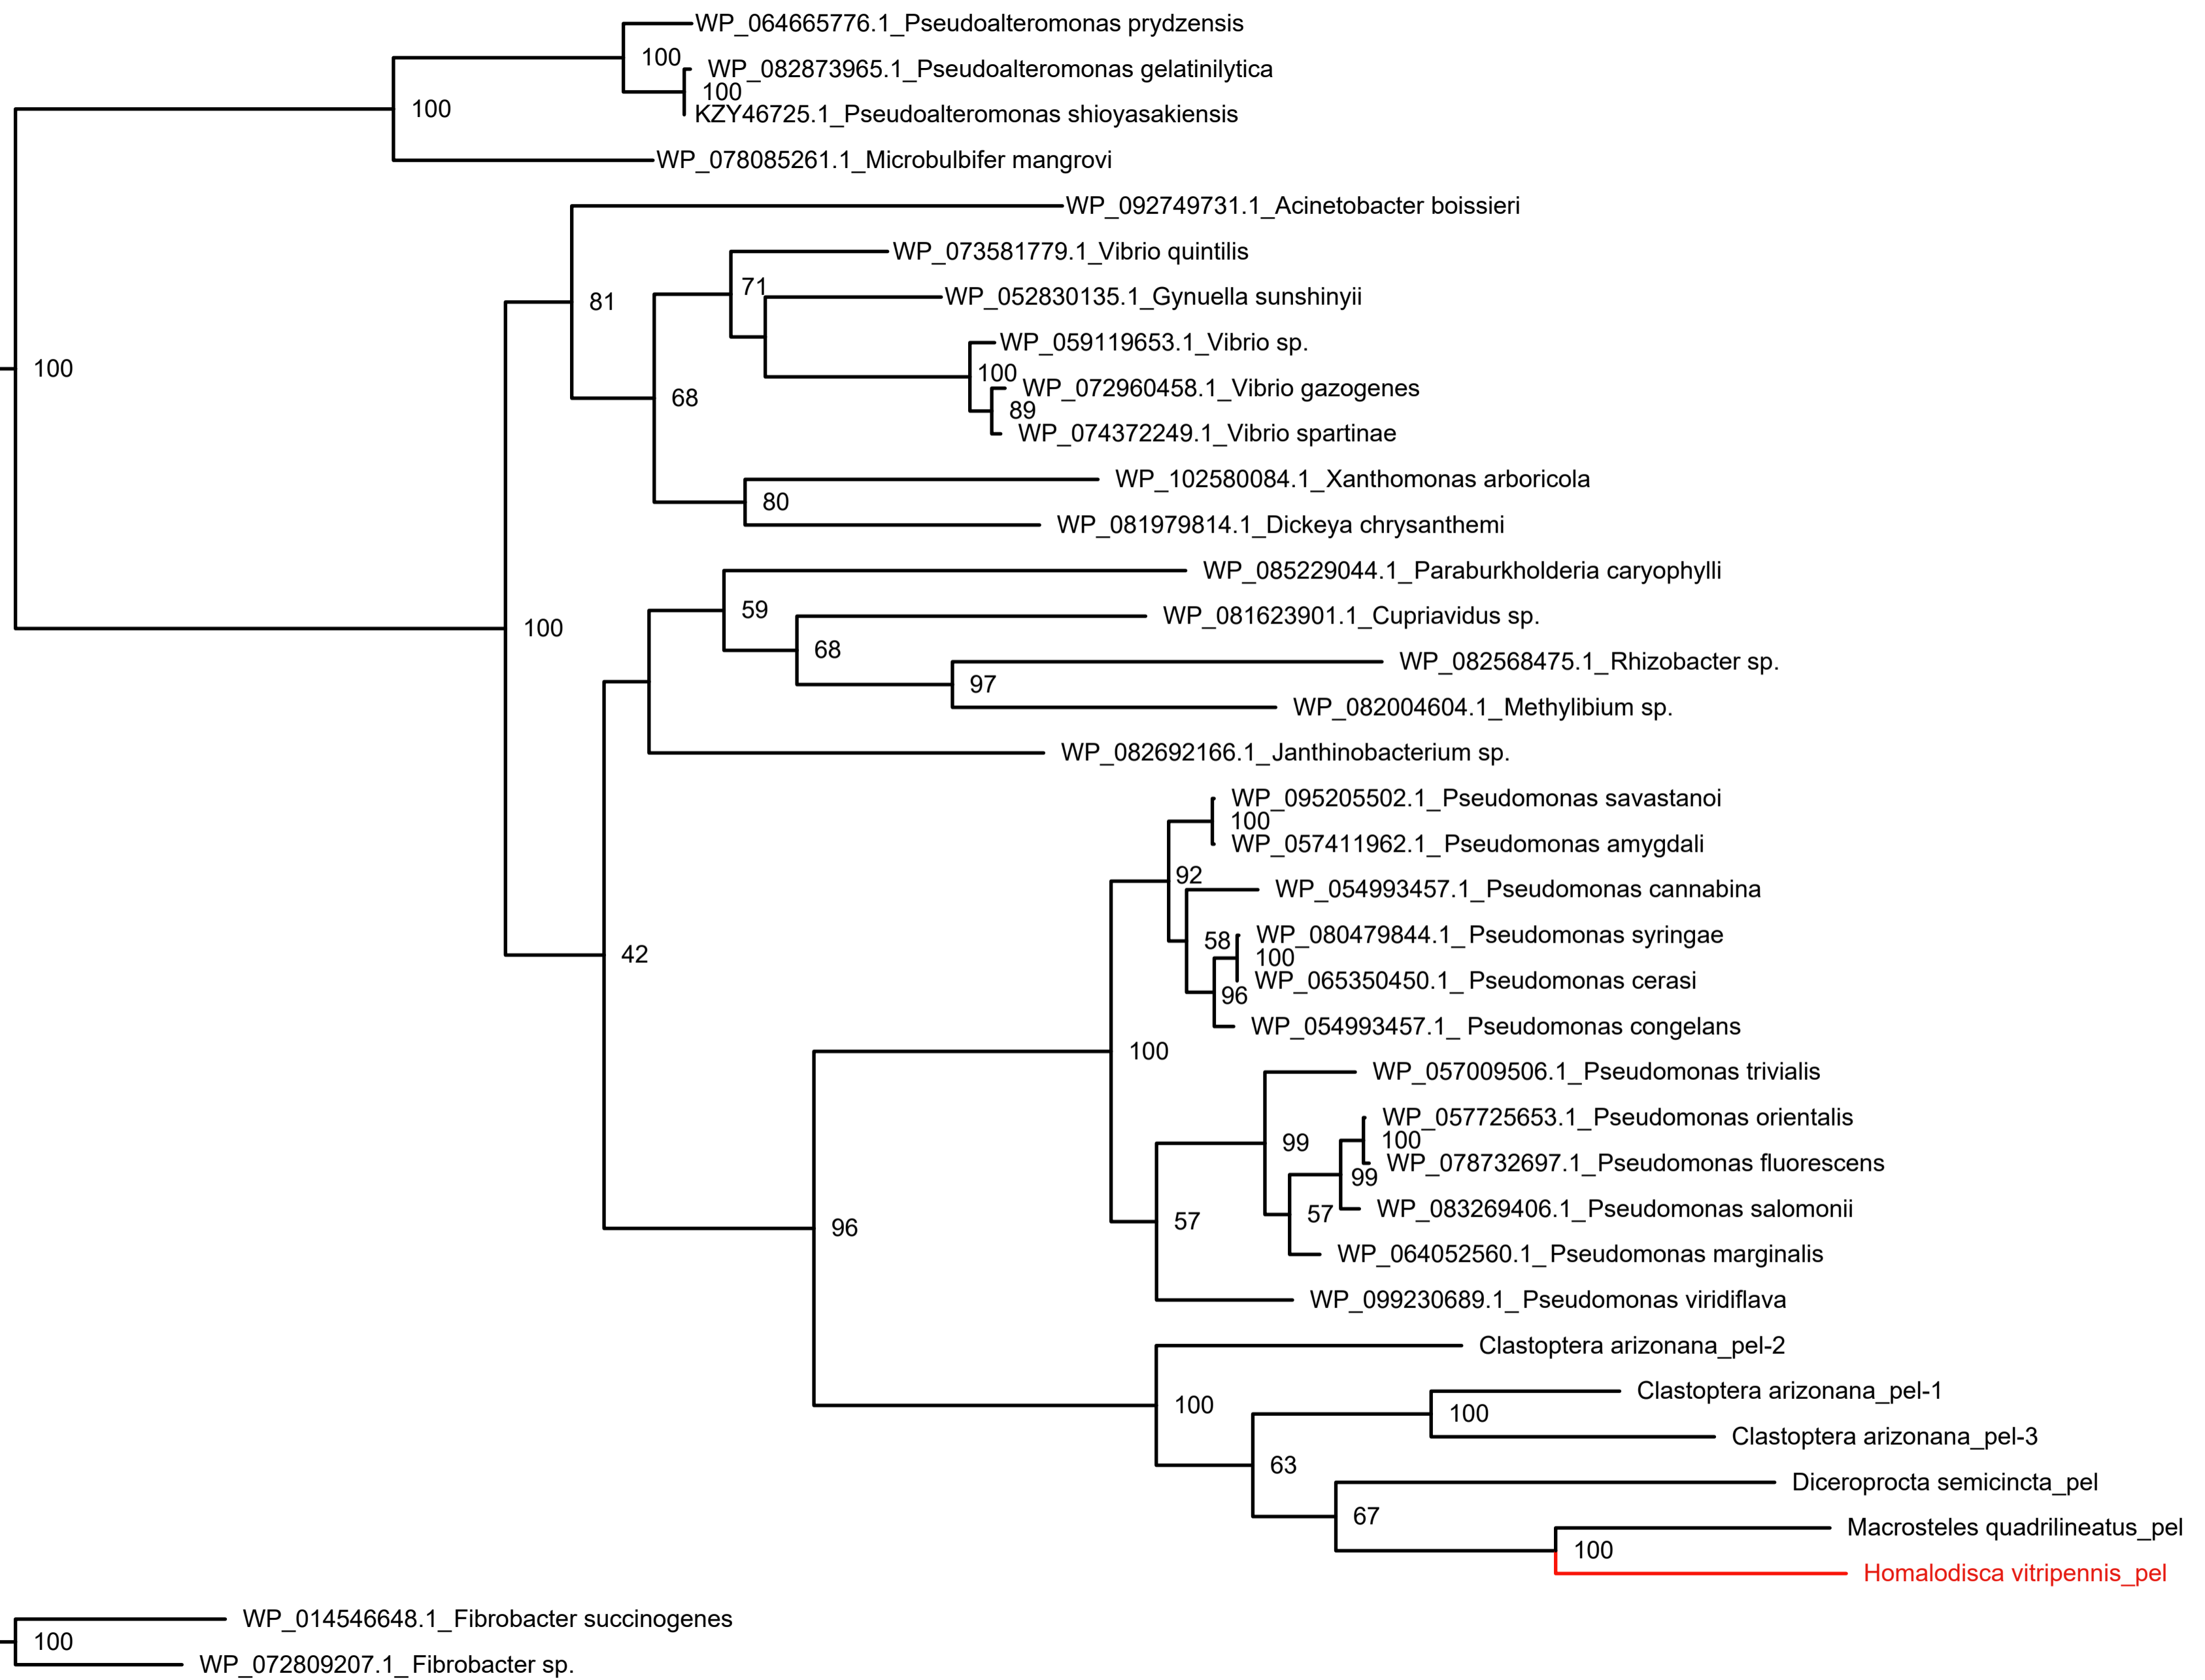 WP_064665776.1_Pseudoalteromonas prydzensis
100
WP_082873965.1_Pseudoalteromonas gelatinilytica
100
100
KZY46725.1_Pseudoalteromonas shioyasakiensis
WP_078085261.1_Microbulbifer mangrovi
WP_092749731.1_Acinetobacter boissieri
WP_073581779.1_Vibrio quintilis
71
WP_052830135.1_Gynuella sunshinyii
81
WP_059119653.1_Vibrio sp.
100
100
WP_072960458.1_Vibrio gazogenes
68
89
WP_074372249.1_Vibrio spartinae
WP_102580084.1_Xanthomonas arboricola
80
WP_081979814.1_Dickeya chrysanthemi
WP_085229044.1_Paraburkholderia caryophylli
59
WP_081623901.1_Cupriavidus sp.
100
68
WP_082568475.1_Rhizobacter sp.
97
WP_082004604.1_Methylibium sp.
WP_082692166.1_Janthinobacterium sp.
WP_095205502.1_Pseudomonas savastanoi
100
WP_057411962.1_Pseudomonas amygdali
92
WP_054993457.1_Pseudomonas cannabina
WP_080479844.1_Pseudomonas syringae
58
42
100
WP_065350450.1_Pseudomonas cerasi
96
WP_054993457.1_Pseudomonas congelans
100
WP_057009506.1_Pseudomonas trivialis
WP_057725653.1_Pseudomonas orientalis
99
100
WP_078732697.1_Pseudomonas fluorescens
99
WP_083269406.1_Pseudomonas salomonii
57
57
96
WP_064052560.1_Pseudomonas marginalis
WP_099230689.1_Pseudomonas viridiflava
Clastoptera arizonana_pel-2
Clastoptera arizonana_pel-1
100
100
Clastoptera arizonana_pel-3
63
Diceroprocta semicincta_pel
67
Macrosteles quadrilineatus_pel
100
Homalodisca vitripennis_pel
WP_014546648.1_Fibrobacter succinogenes
100
WP_072809207.1_Fibrobacter sp.